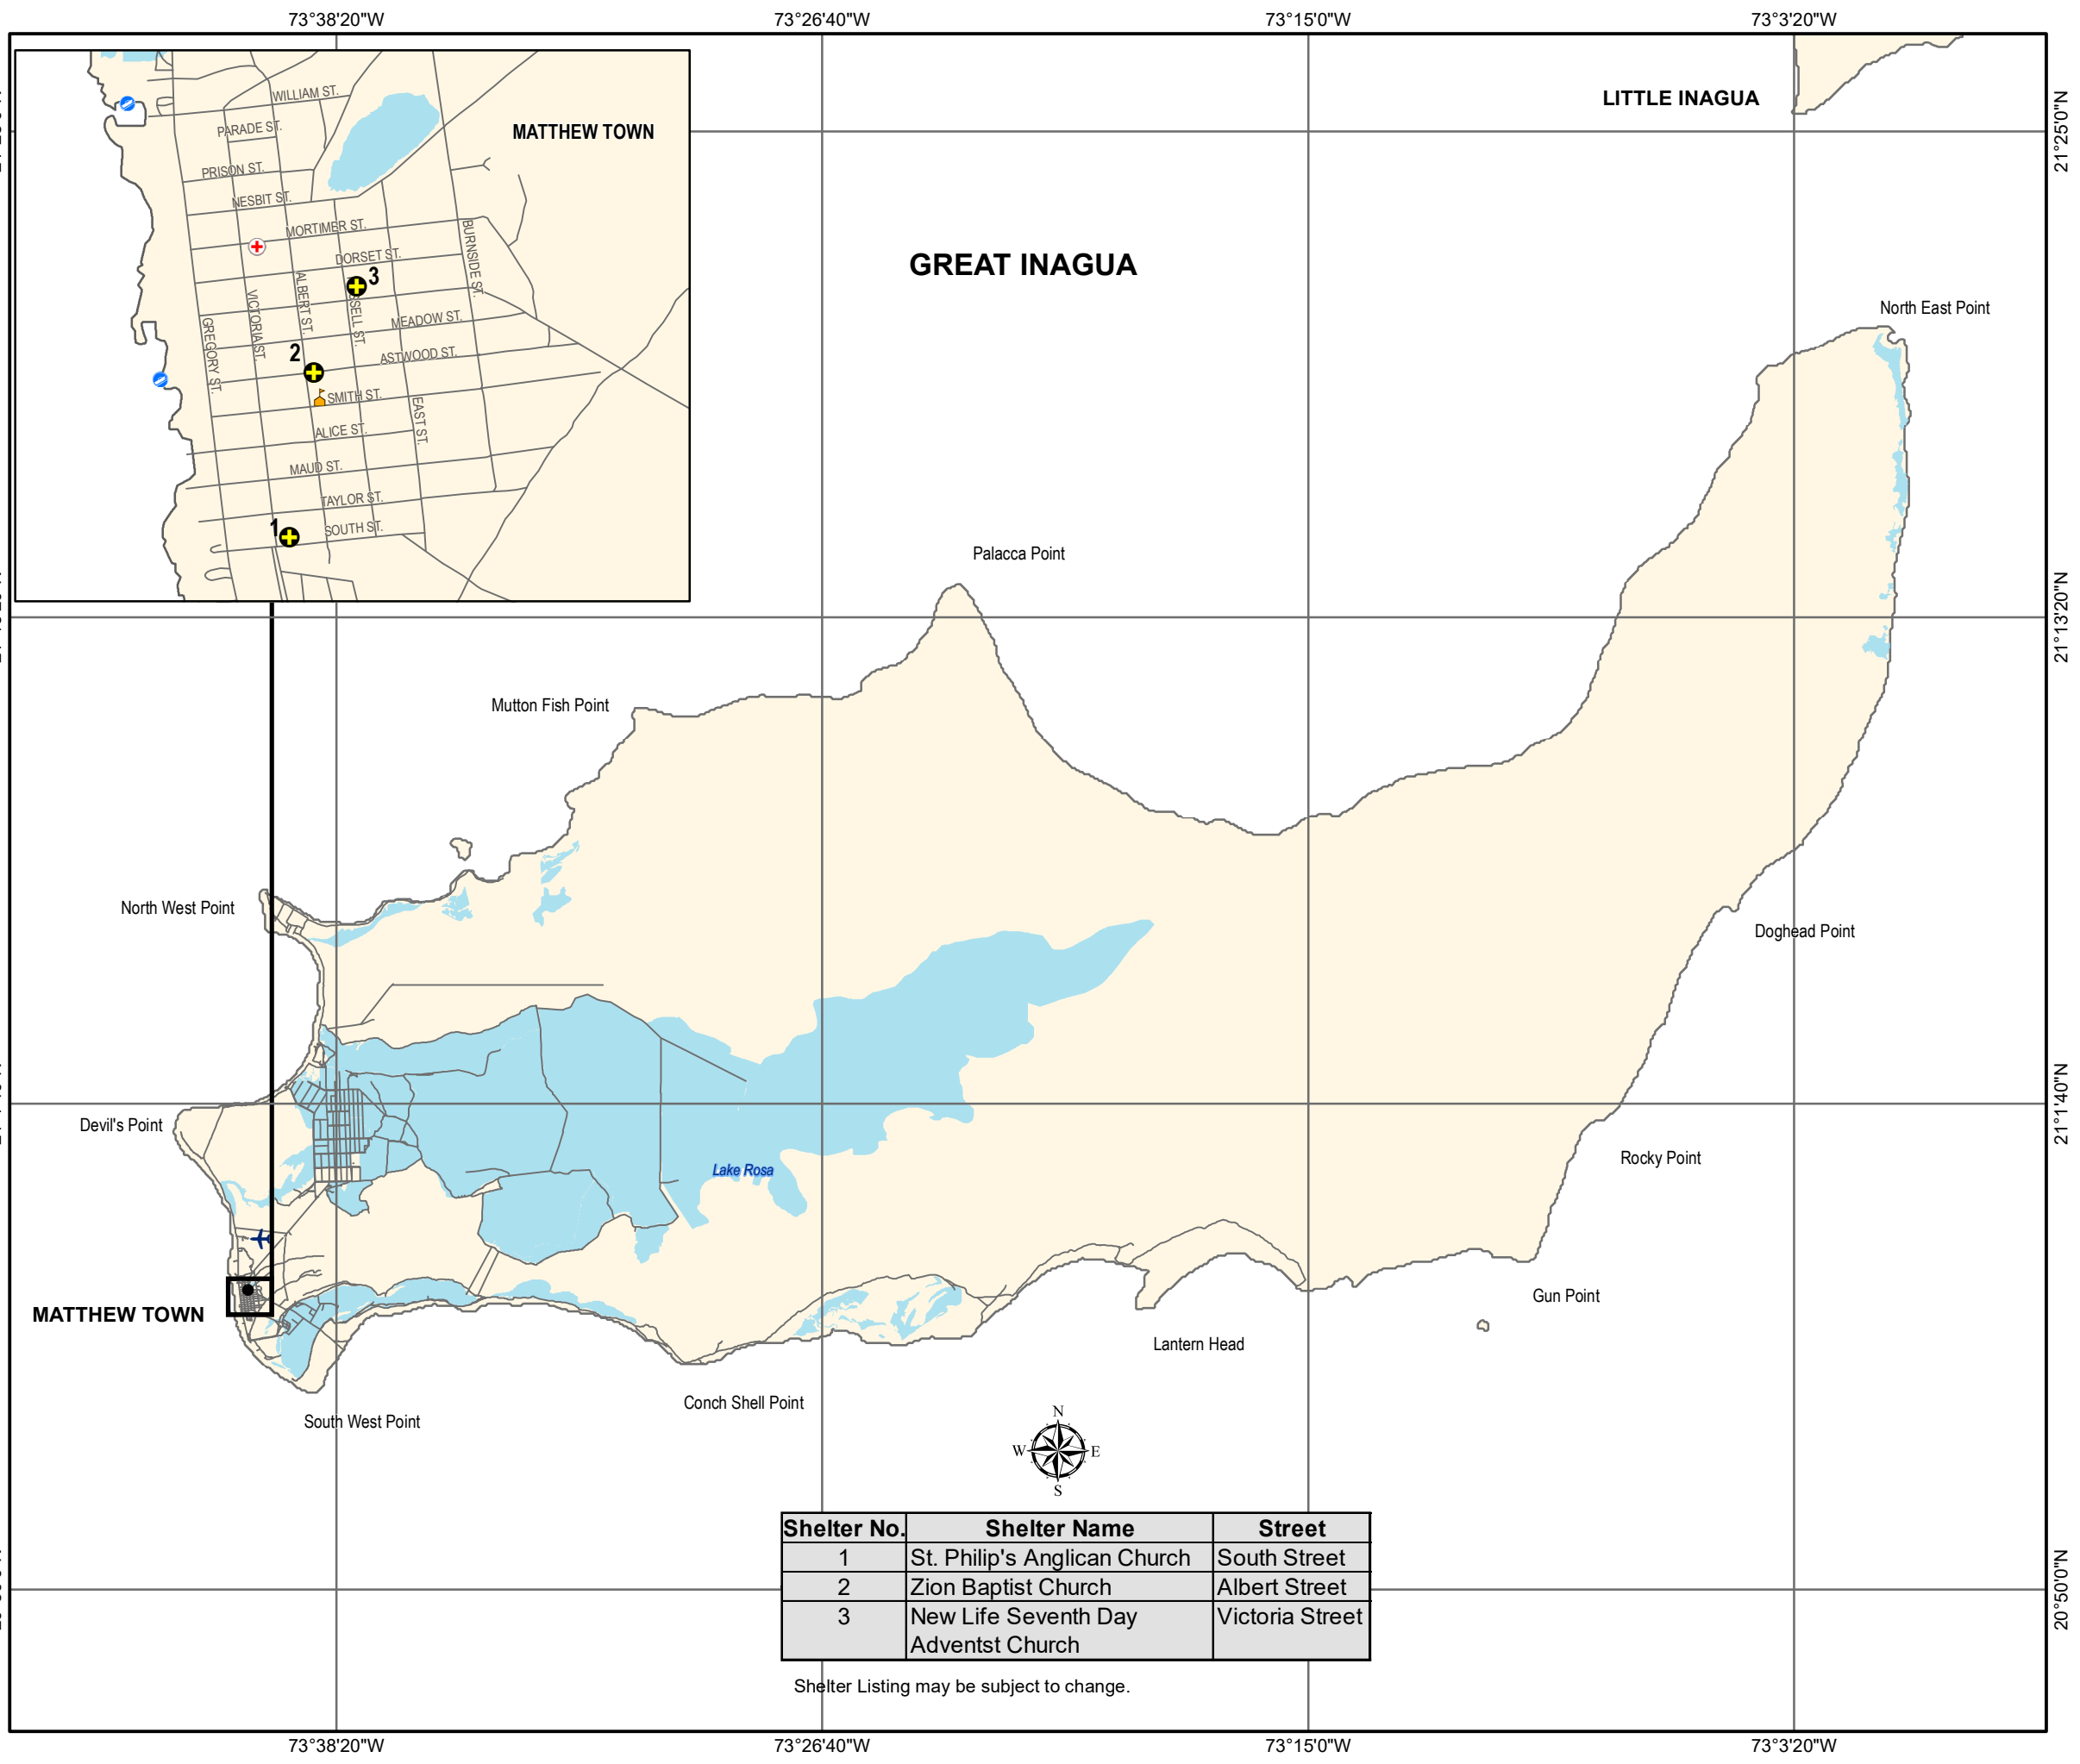 73°38'20"W
73°26'40"W
73°15'0"W
73°3'20"W
21°25'0"N
LITTLE INAGUA
MATTHEW TOWN
WILLIAM ST.
PARADE ST.
PRISON ST.
NESBIT ST.
MORTIMER ST.
DORSET ST.
BURNSIDE ST.
3
ALBERT ST.
VICTORIA ST.
SELL ST.
GREGORY ST.
MEADOW ST.
2
ASTWOOD ST.
SMITH ST.
EAST ST.
ALICE ST.
MAUD ST.
TAYLOR ST.
1
SOUTH ST.
GREAT INAGUA
North East Point
Palacca Point
21°13'20"N
Mutton Fish Point
North West Point
Doghead Point
21°1'40"N
Devil's Point
Rocky Point
Lake Rosa
Gun Point
MATTHEW TOWN
Lantern Head
Conch Shell Point
South West Point
N
W
E
S
Shelter No. Shelter Name Street
1 St. Philip's Anglican Church South Street
2 Zion Baptist Church Albert Street
3 New Life Seventh Day Victoria Street
Adventst Church
20°50'0"N
Shelter Listing may be subject to change.
73°38'20"W
73°26'40"W
73°15'0"W
73°3'20"W